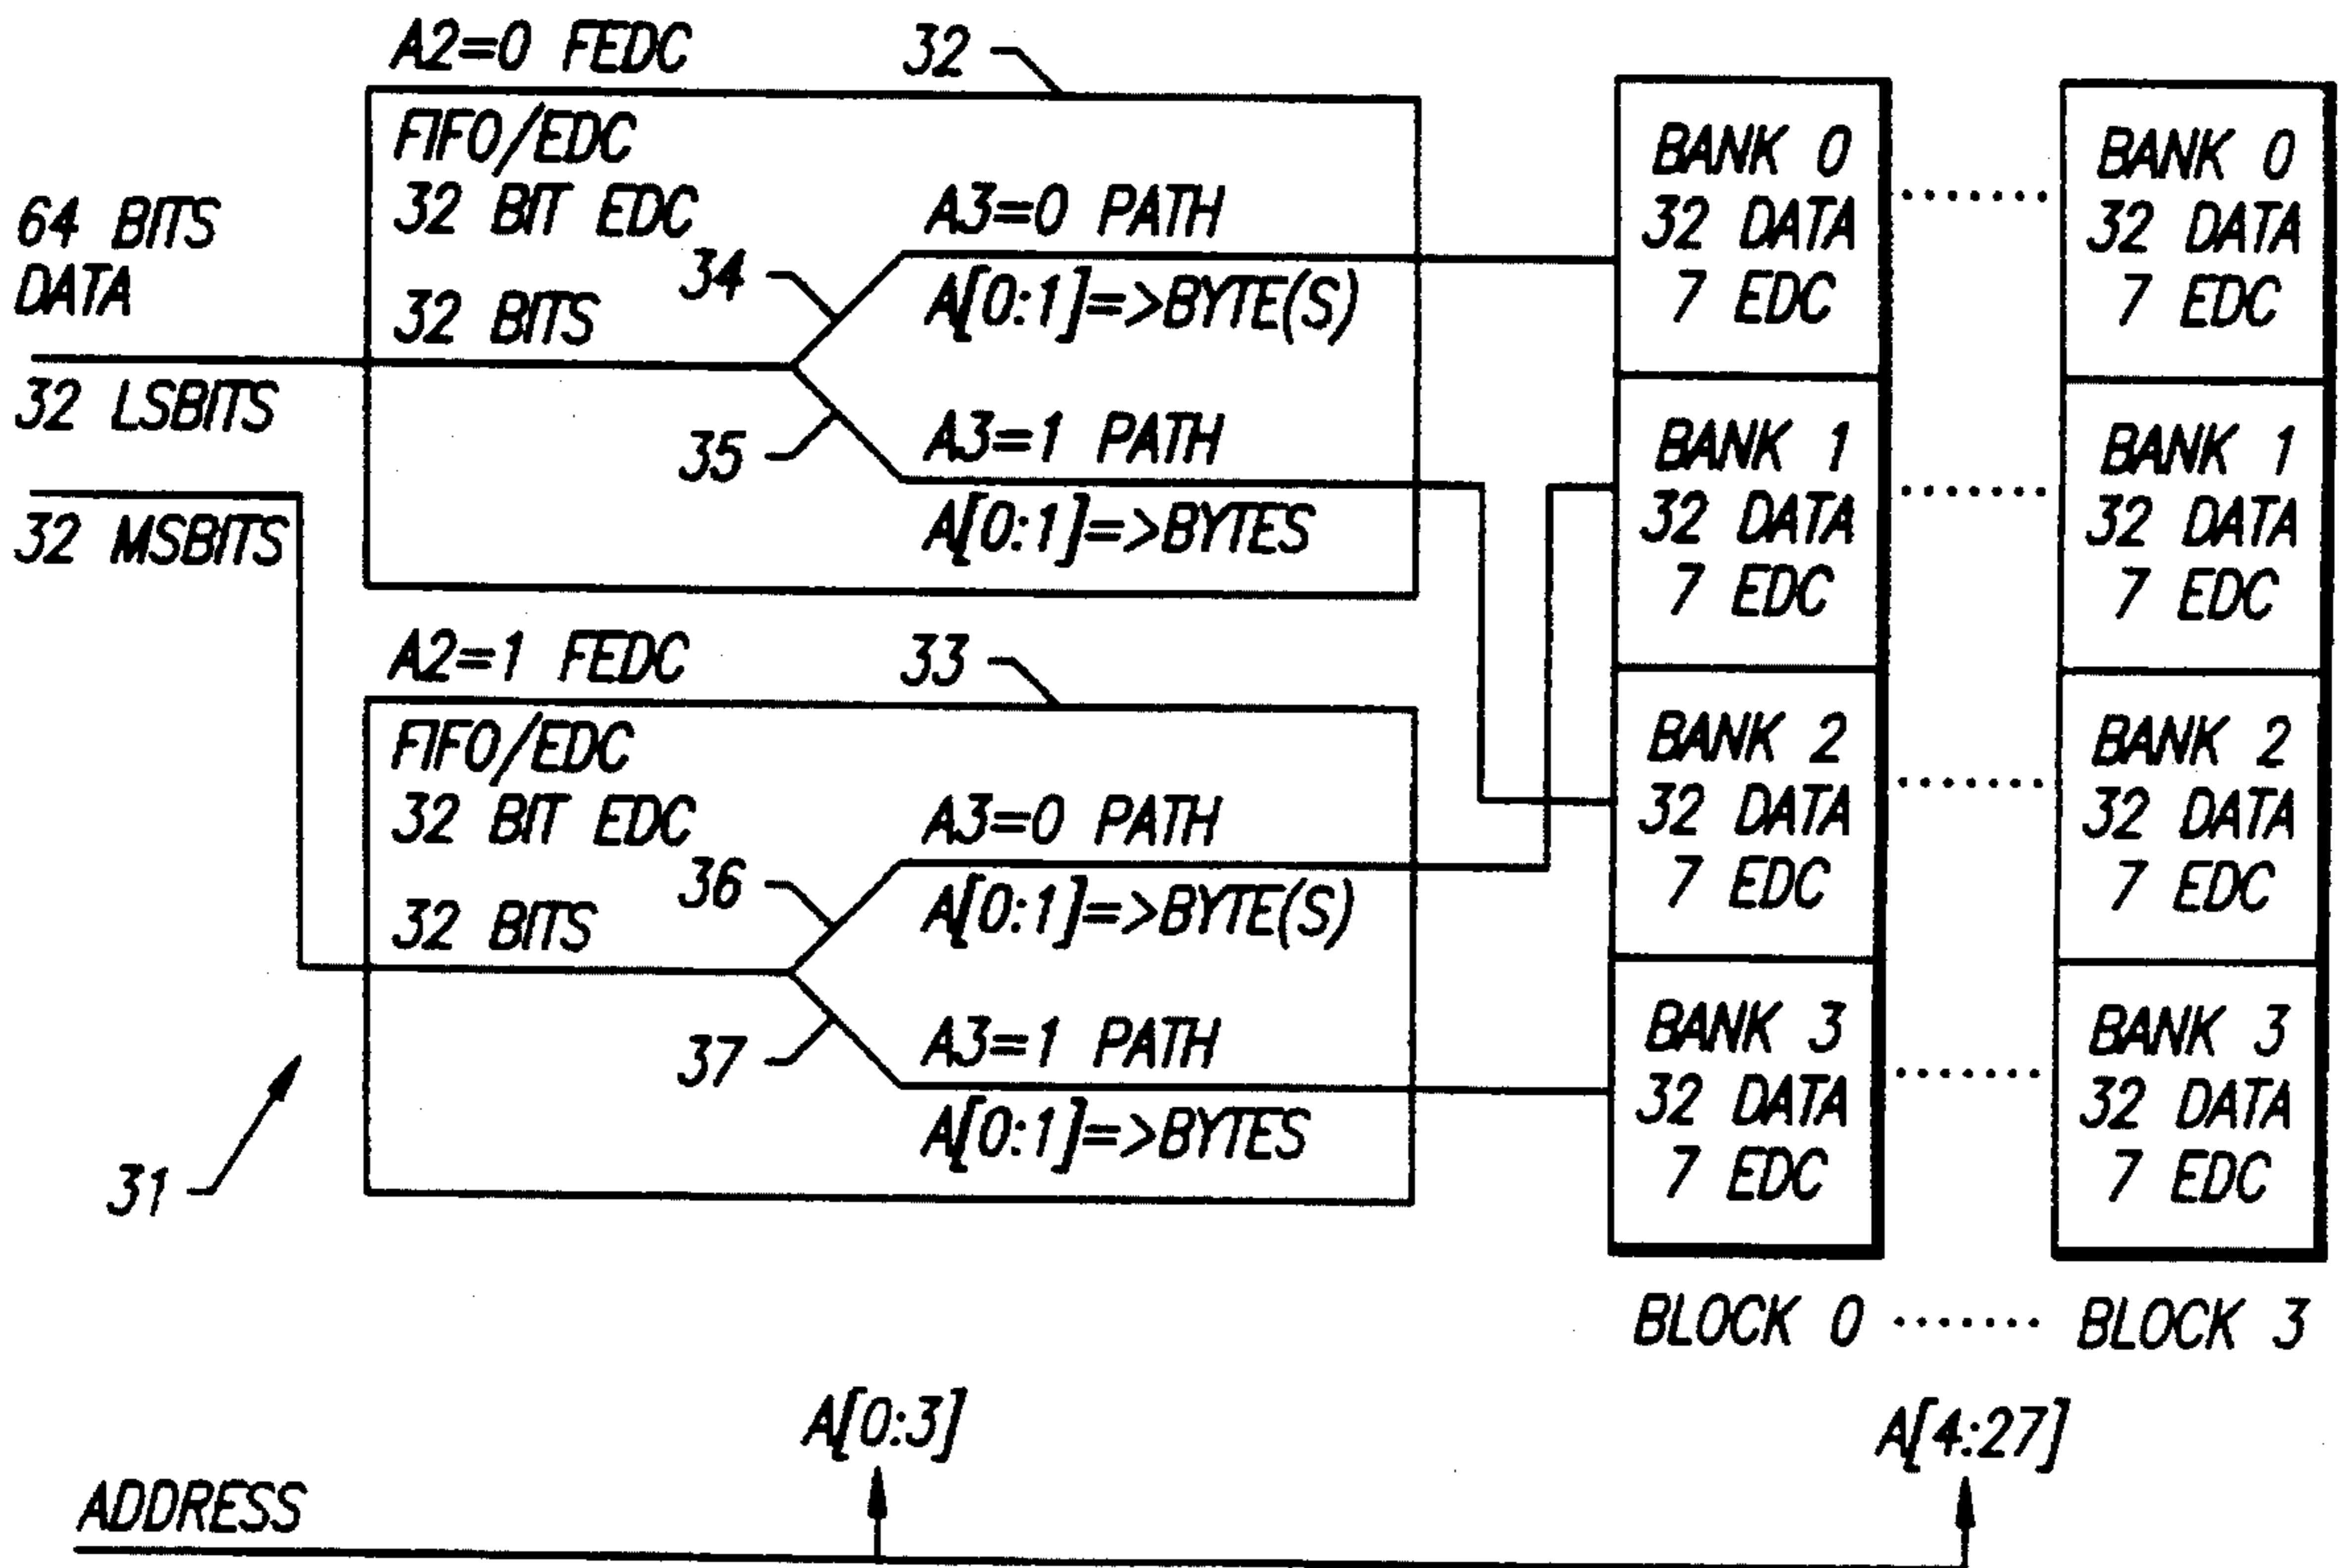 64 BITS
DATA
32 LSBITS
32 MSBITS
31
A2=0 FEDC
32
FIFO/EDC
32 BIT EDC
32 BITS
34
35
A3=0 PATH
A[0:1]=>BYTE(S)
A3=1 PATH
A[0:1]=>BYTES
A2=1 FEDC
33
FIFO/EDC
32 BIT EDC
32 BITS
36
37
A3=0 PATH
A[0:1]=>BYTE(S)
A3=1 PATH
A[0:1]=>BYTES
BANK 0
32 DATA
7 EDC
BANK 1
32 DATA
7 EDC
BANK 2
32 DATA
7 EDC
BANK 3
32 DATA
7 EDC
BANK 0
32 DATA
7 EDC
BANK 1
32 DATA
7 EDC
BANK 2
32 DATA
7 EDC
BANK 3
32 DATA
7 EDC
BLOCK 0 ....... BLOCK 3
A[0:3]
A[4:27]
ADDRESS